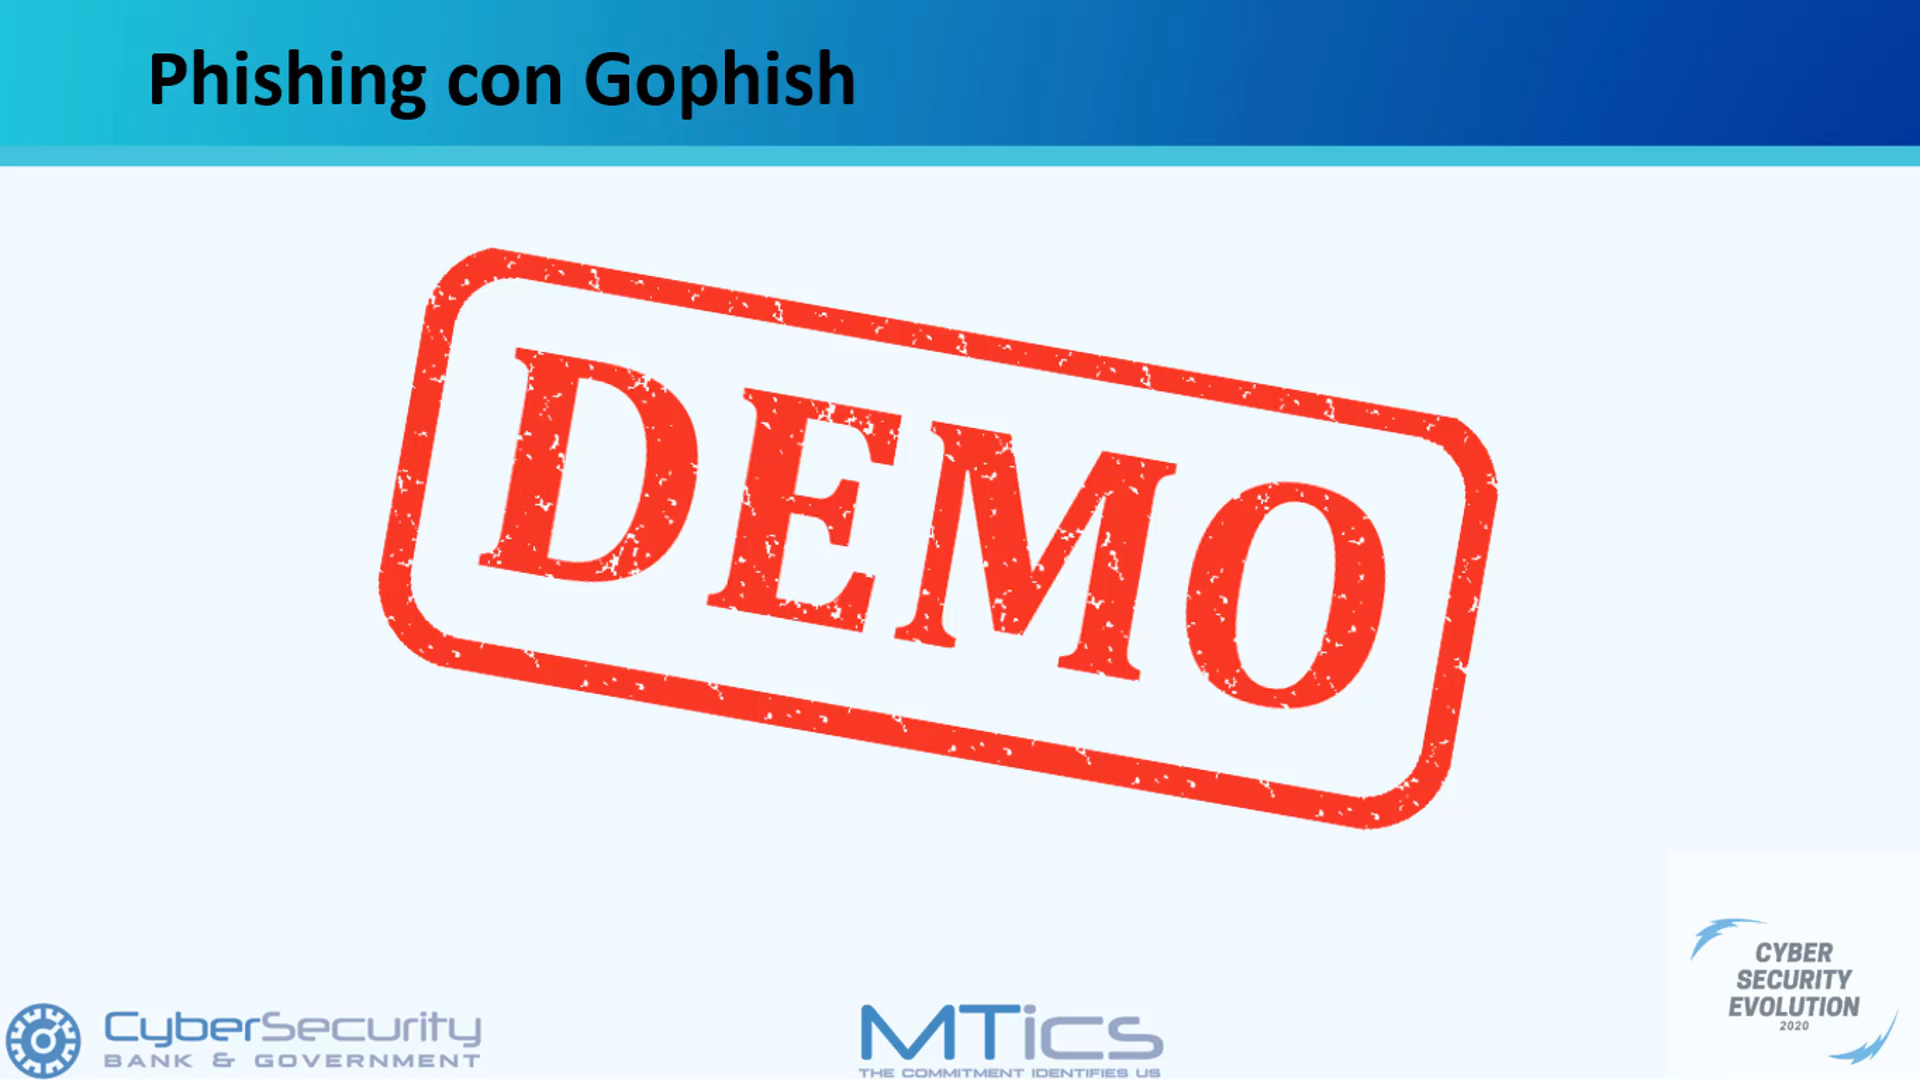 Phishing con Gophish
DEMO
CYBER
SECURITY
EVOLUTION
2020
CyberSecurity
BANK & GOVERNMENT
MTics
THE COMMITMENT IDENTIFIES US